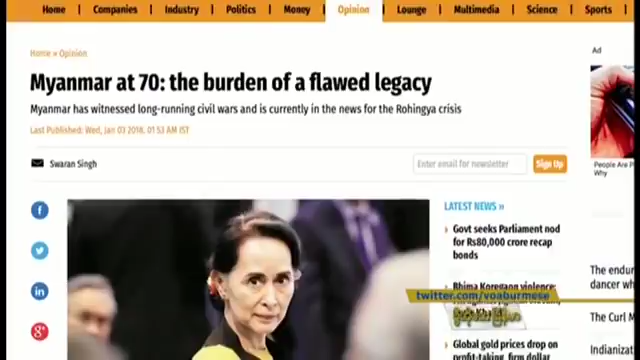 Home Companies Industry Politics Money Opinion Lounge Multimedia Science Sports
Home » Opinion
Ad
Myanmar at 70: the burden of a flawed legacy
Myanmar has witnessed long-running civil wars and is currently in the news for the Rohingya crisis
Last Published: Wed, Jan 03 2018. 01 53 AM IST
Swaran Singh
Enter email for newsletter
Sign Up
People Are P
Why
LATEST NEWS »
Govt seeks Parliament nod
for Rs80,000 crore recap
bonds
Bhima Koregaon violence:
twitter.com/voaburmese
Global gold prices drop on
profit-taking, firm dollar
The endur
dancer wh
The Curl M
Indianizat